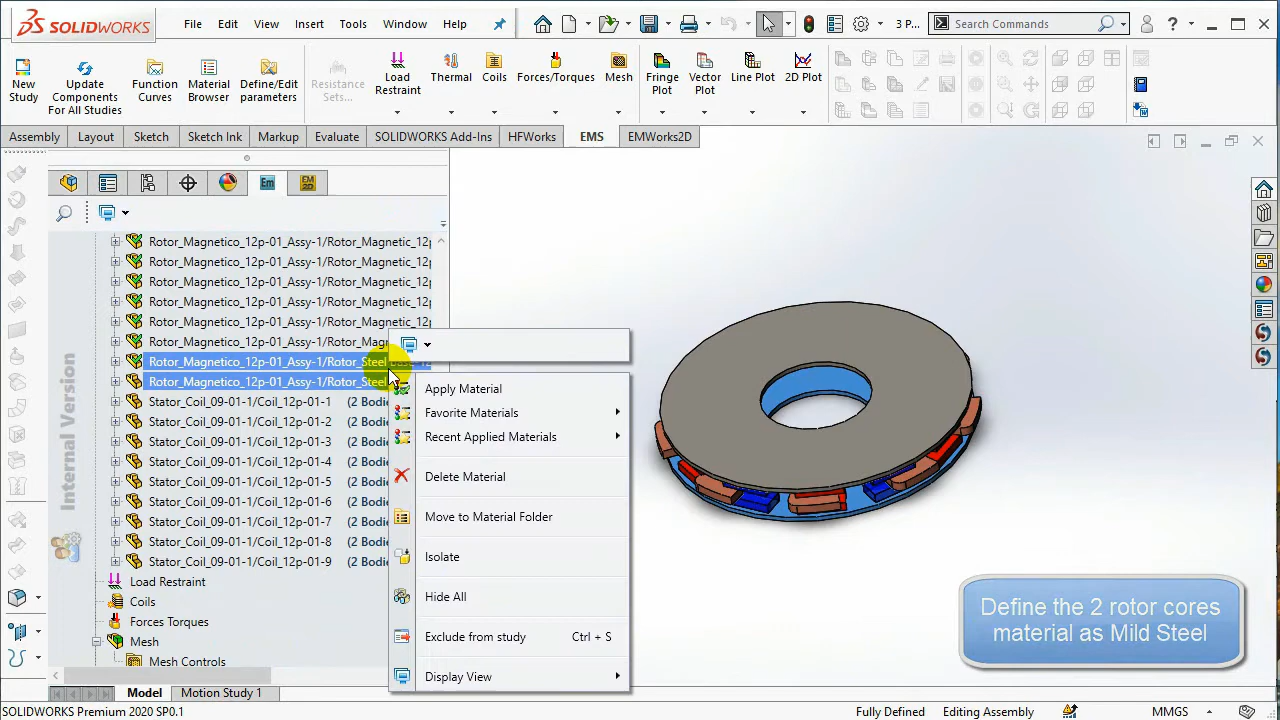 SOLIDWORKS
File
Edit
View
Insert
Tools
Window
Help
3 P...
Search Commands
New Study
Update Components For All Studies
Function Curves
Material Browser
Define/Edit parameters
Resistance Sets...
Load Restraint
Thermal
Coils
Forces/Torques
Mesh
Fringe Plot
Vector Plot
Line Plot
2D Plot
Assembly
Layout
Sketch
Sketch Ink
Markup
Evaluate
SOLIDWORKS Add-Ins
HFWorks
EMS
EMWorks2D
Em
EM 2D
Rotor_Magnetico_12p-01_Assy-1/Rotor_Magnetic_12p
Rotor_Magnetico_12p-01_Assy-1/Rotor_Magnetic_12p
Rotor_Magnetico_12p-01_Assy-1/Rotor_Magnetic_12p
Rotor_Magnetico_12p-01_Assy-1/Rotor_Magnetic_12p
Rotor_Magnetico_12p-01_Assy-1/Rotor_Magnetic_12p
Rotor_Magnetico_12p-01_Assy-1/Rotor_Mag
Rotor_Magnetico_12p-01_Assy-1/Rotor_Steel
Rotor_Magnetico_12p-01_Assy-1/Rotor_Steel
Stator_Coil_09-01-1/Coil_12p-01-1 (2 Bodie
Stator_Coil_09-01-1/Coil_12p-01-2 (2 Bodie
Stator_Coil_09-01-1/Coil_12p-01-3 (2 Bodie
Stator_Coil_09-01-1/Coil_12p-01-4 (2 Bodie
Stator_Coil_09-01-1/Coil_12p-01-5 (2 Bodie
Stator_Coil_09-01-1/Coil_12p-01-6 (2 Bodie
Stator_Coil_09-01-1/Coil_12p-01-7 (2 Bodie
Stator_Coil_09-01-1/Coil_12p-01-8 (2 Bodie
Stator_Coil_09-01-1/Coil_12p-01-9 (2 Bodie
Load Restraint
Coils
Forces Torques
Mesh
Mesh Controls
Internal Version
Apply Material
Favorite Materials
Recent Applied Materials
Delete Material
Move to Material Folder
Isolate
Hide All
Exclude from study Ctrl + S
Display View
Define the 2 rotor cores
material as Mild Steel
Model
Motion Study 1
SOLIDWORKS Premium 2020 SP0.1
Fully Defined
Editing Assembly
MMGS